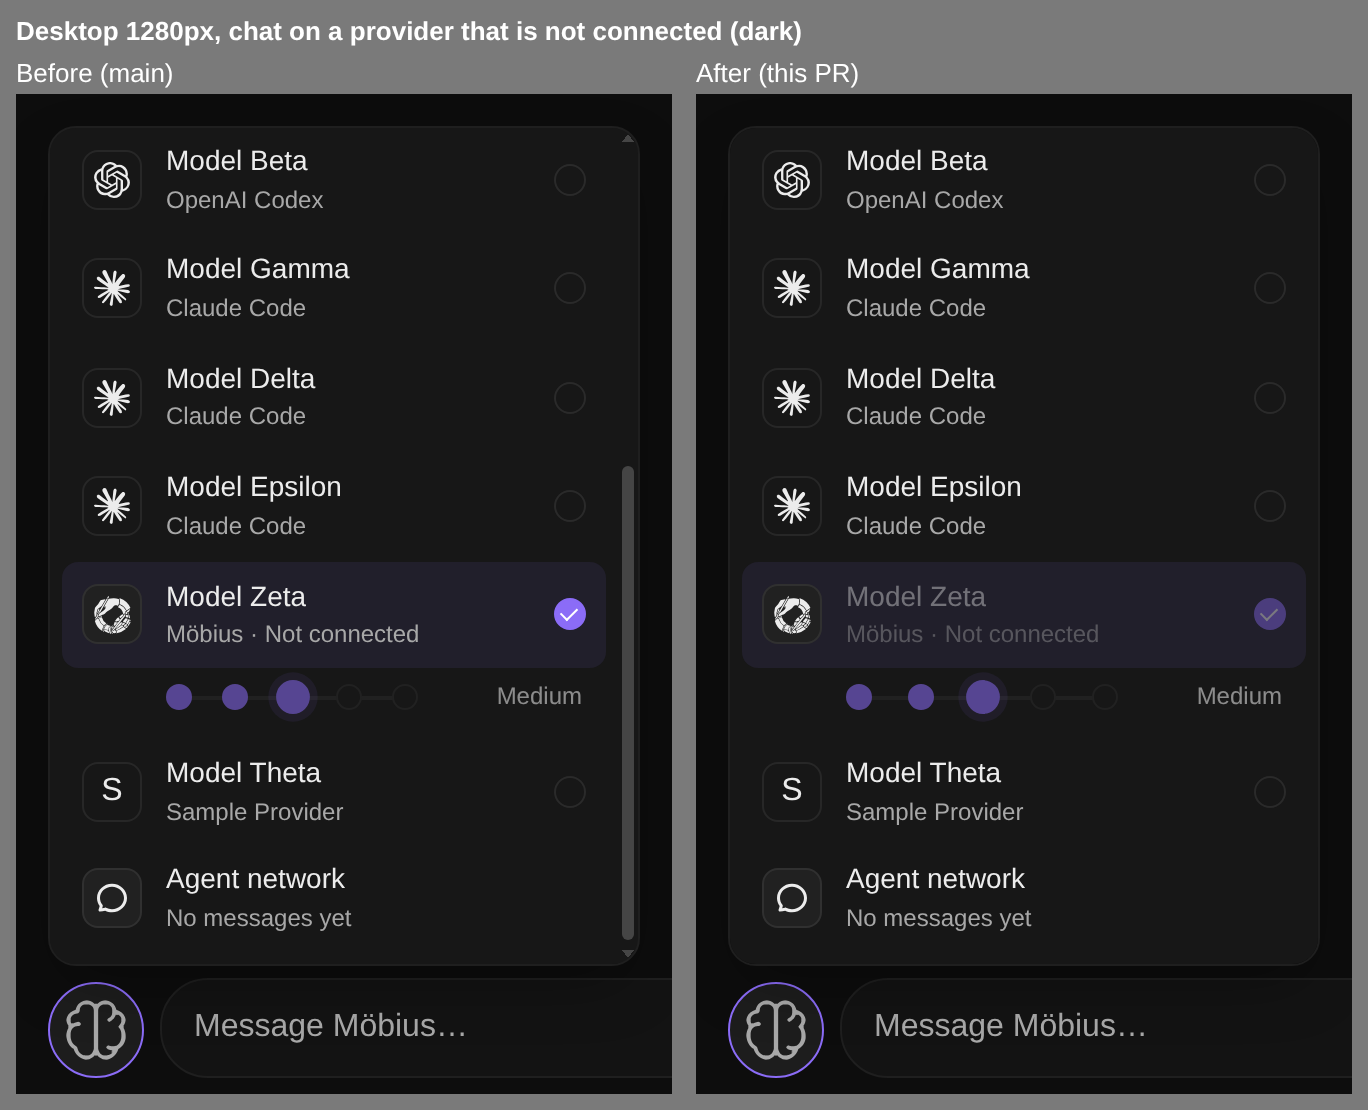 Desktop 1280px, chat on a provider that is not connected (dark)
Before (main)
Model Beta
OpenAI Codex
Model Gamma
Claude Code
Model Delta
Claude Code
Model Epsilon
Claude Code
Model Zeta
Möbius · Not connected
Medium
S
Model Theta
Sample Provider
Agent network
No messages yet
Message Möbius…
After (this PR)
Model Beta
OpenAI Codex
Model Gamma
Claude Code
Model Delta
Claude Code
Model Epsilon
Claude Code
Model Zeta
Möbius · Not connected
Medium
S
Model Theta
Sample Provider
Agent network
No messages yet
Message Möbius…